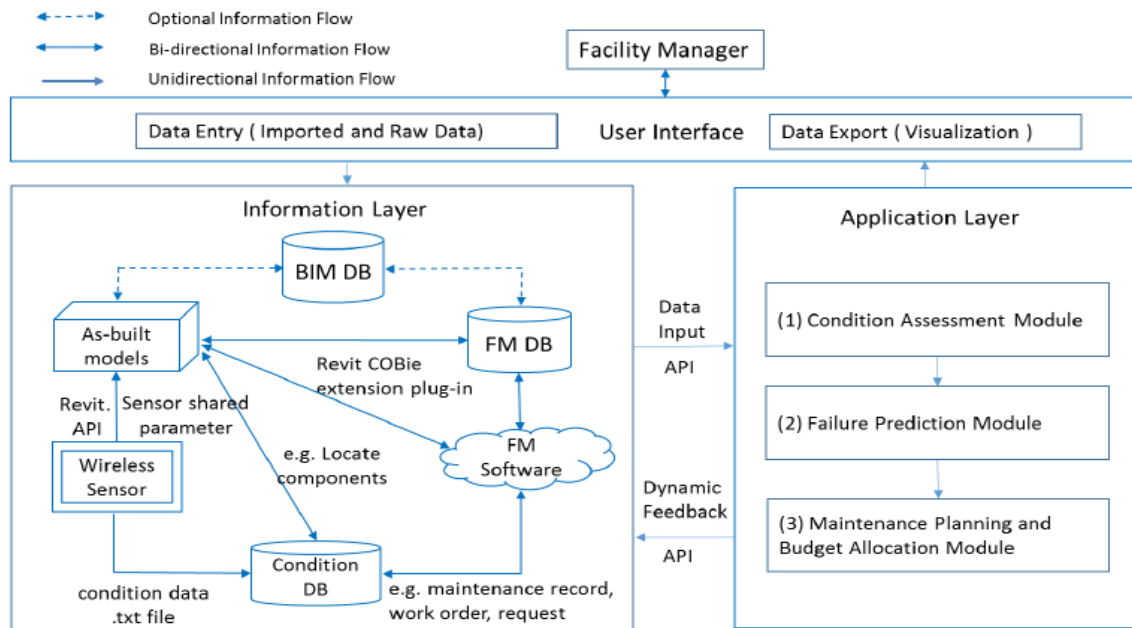 Optional Information Flow
Bi-directional Information Flow
Unidirectional Information Flow
Facility Manager
Data Entry ( Imported and Raw Data)
User Interface
Data Export ( Visualization )
Information Layer
BIM DB
As-built
models
FM DB
Revit COBie
extension plug-in
Revit.
API
Sensor shared
parameter
Wireless
Sensor
e.g. Locate
components
FM
Software
Condition
DB
condition data
.txt file
e.g. maintenance record,
work order, request
Data
Input
API
Dynamic
Feedback
API
Application Layer
(1) Condition Assessment Module
(2) Failure Prediction Module
(3) Maintenance Planning and
Budget Allocation Module